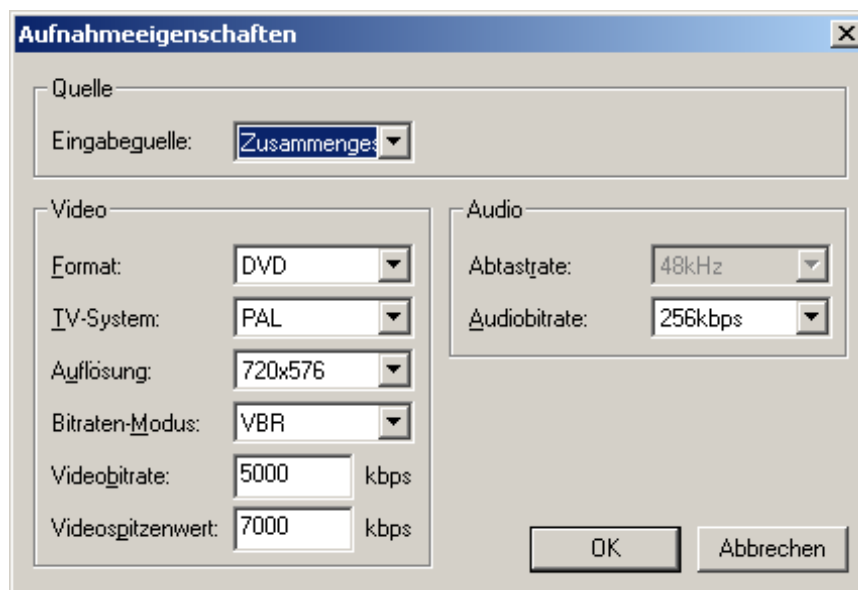 Aufnahmeeigenschaften
Quelle
Eingabeguelle: Zusammenges
Video
Format: DVD
TV-System: PAL
Auflösung: 720x576
Bitraten-Modus: VBR
Videobitrate: 5000 kbps
Videospitzenwert: 7000 kbps
Audio
Abtastrate: 48kHz
Audiobitrate: 256kbps
OK Abbrechen